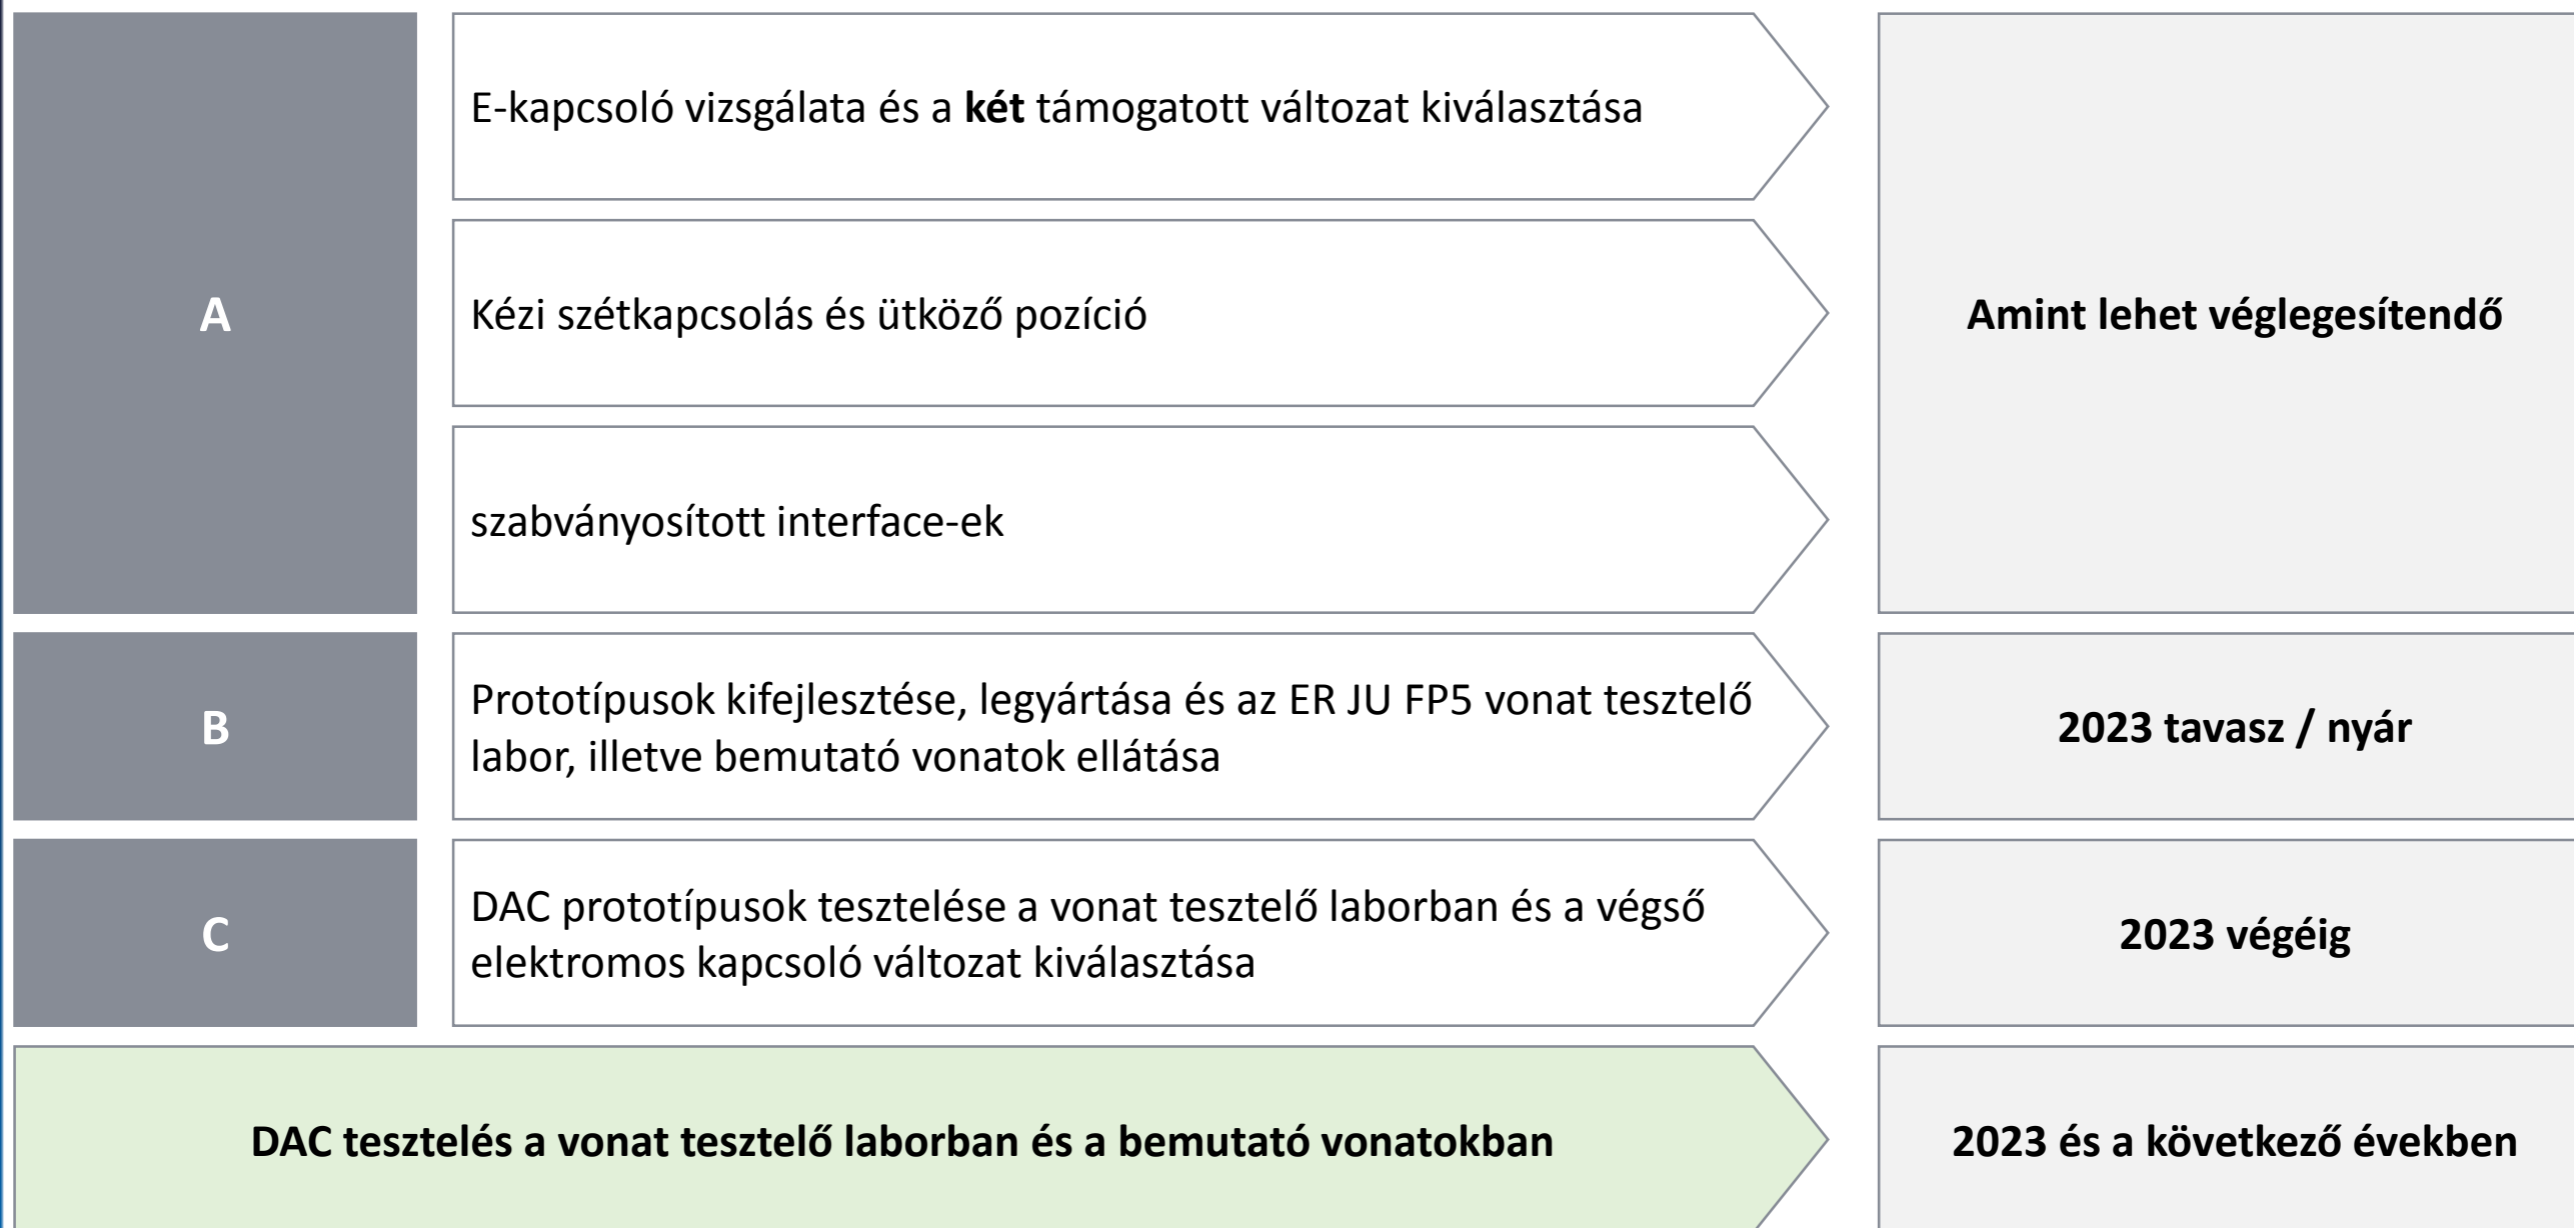 A
E-kapcsoló vizsgálata és a két támogatott változat kiválasztása
Kézi szétkapcsolás és ütköző pozíció
szabványosított interface-ek
Amint lehet véglegesítendő
B
Prototípusok kifejlesztése, legyártása és az ER JU FP5 vonat tesztelő
labor, illetve bemutató vonatok ellátása
2023 tavasz / nyár
C
DAC prototípusok tesztelése a vonat tesztelő laborban és a végső
elektromos kapcsoló változat kiválasztása
2023 végéig
DAC tesztelés a vonat tesztelő laborban és a bemutató vonatokban
2023 és a következő években